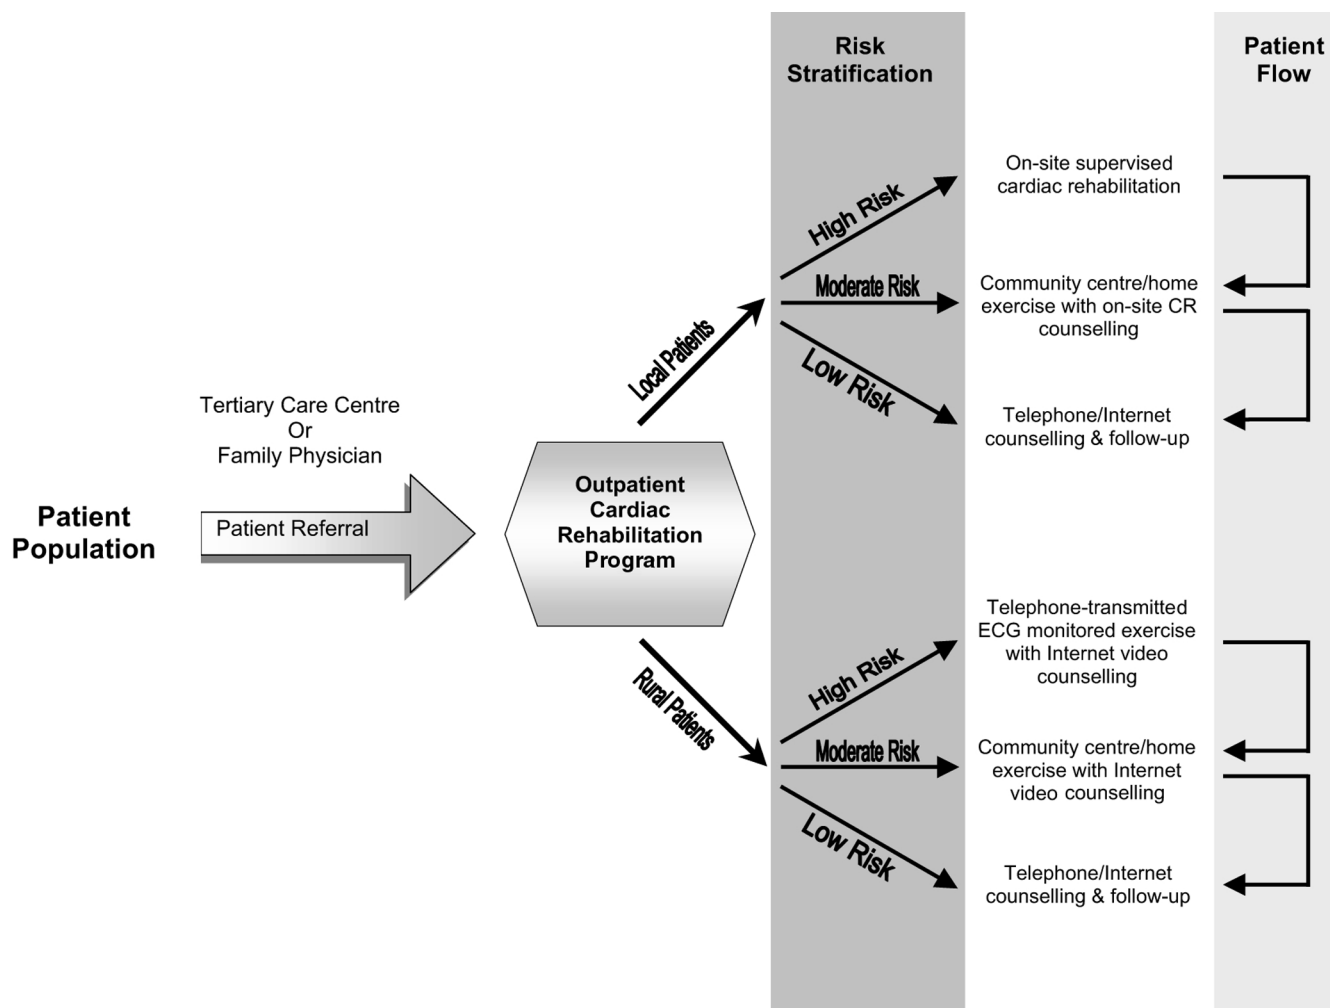 Risk
Stratification
Patient
Flow
Patient
Population
Tertiary Care Centre
Or
Family Physician
Patient Referral
Outpatient
Cardiac
Rehabilitation
Program
Local Patients
High Risk
On-site supervised
cardiac rehabilitation
Moderate Risk
Community centre/home
exercise with on-site CR
counselling
Low Risk
Telephone/Internet
counselling & follow-up
Rural Patients
High Risk
Telephone-transmitted
ECG monitored exercise
with Internet video
counselling
Moderate Risk
Community centre/home
exercise with Internet
video counselling
Low Risk
Telephone/Internet
counselling & follow-up